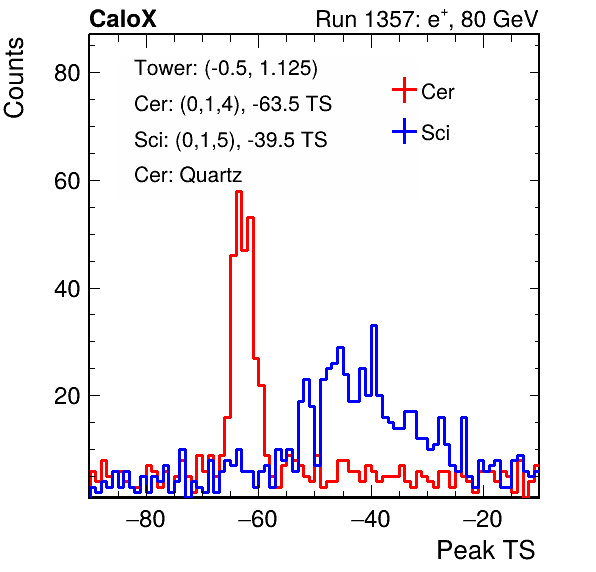 CaloX Run 1357: e⁺, 80 GeV
Counts
Tower: (-0.5, 1.125)
Cer: (0,1,4), -63.5 TS
Sci: (0,1,5), -39.5 TS
Cer: Quartz
Cer
Sci
80
60
40
20
−80 −60 −40 −20
Peak TS